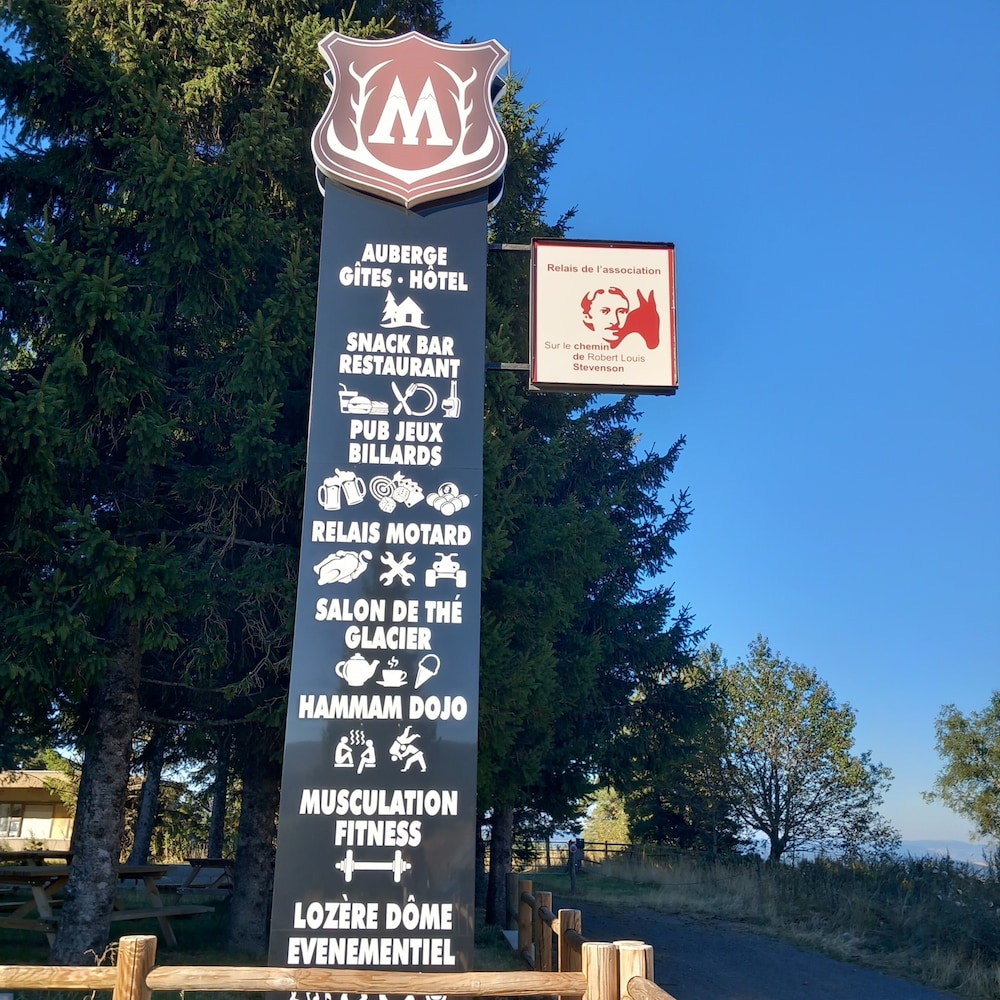 M
AUBERGE
GÎTES · HÔTEL
SNACK BAR
RESTAURANT
PUB JEUX
BILLARDS
RELAIS MOTARD
SALON DE THÉ
GLACIER
HAMMAM DOJO
MUSCULATION
FITNESS
LOZÈRE DÔME
EVENEMENTIEL
Relais de l'association
Sur le chemin
de Robert Louis
Stevenson